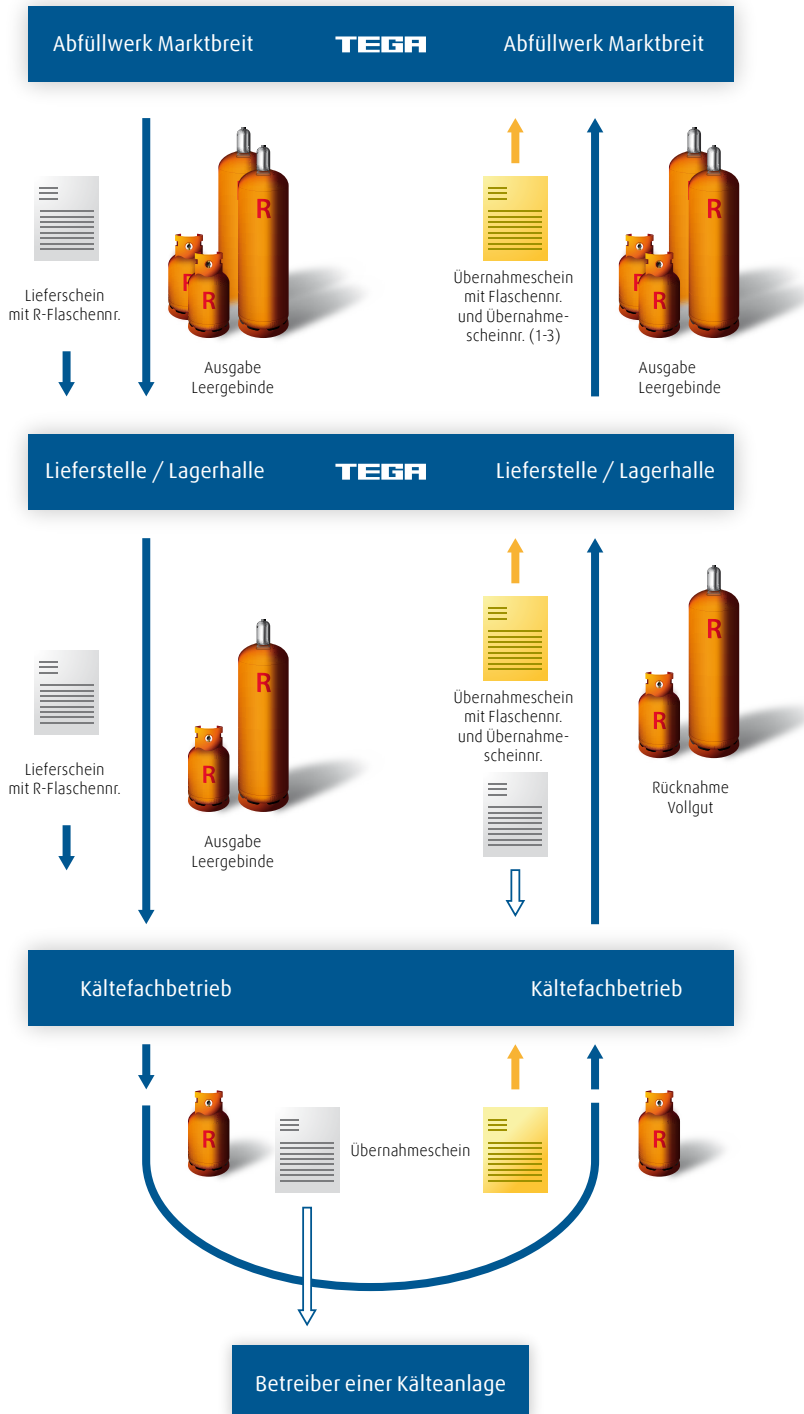 Abfüllwerk Marktbreit TEGA Abfüllwerk Marktbreit
R
R
R
R
Lieferschein
mit R-Flaschennr.
Ausgabe
Leergebinde
Übernahmeschein
mit Flaschennr.
und Übernahme-
scheinnr. (1-3)
R
R
Ausgabe
Leergebinde
Lieferstelle / Lagerhalle TEGA Lieferstelle / Lagerhalle
R
R
Lieferschein
mit R-Flaschennr.
Ausgabe
Leergebinde
Übernahmeschein
mit Flaschennr.
und Übernahme-
scheinnr.
R
R
Rücknahme
Vollgut
Kältefachbetrieb Kältefachbetrieb
R
Übernahmeschein
R
Betreiber einer Kälteanlage